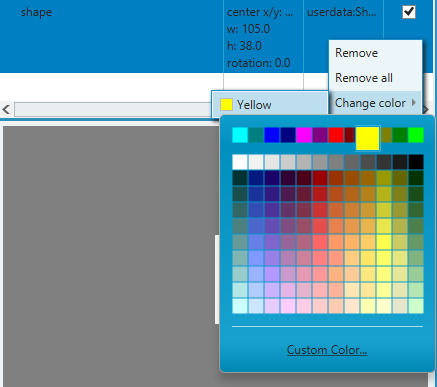 shape
center x/y: ...
w: 105.0
h: 38.0
rotation: 0.0
userdata:Sh...
Remove
Remove all
Change color
Yellow
Custom Color...